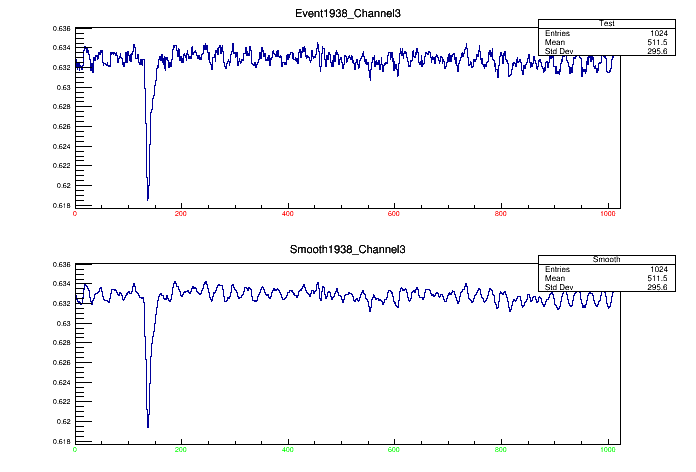 Event1938_Channel3
Test
Entries 1024
Mean 511.5
Std Dev 295.6
0.636
0.634
0.632
0.63
0.628
0.626
0.624
0.622
0.62
0.618
0 200 400 600 800 1000
Smooth1938_Channel3
Smooth
Entries 1024
Mean 511.5
Std Dev 295.6
0.636
0.634
0.632
0.63
0.628
0.626
0.624
0.622
0.62
0.618
0 200 400 600 800 1000